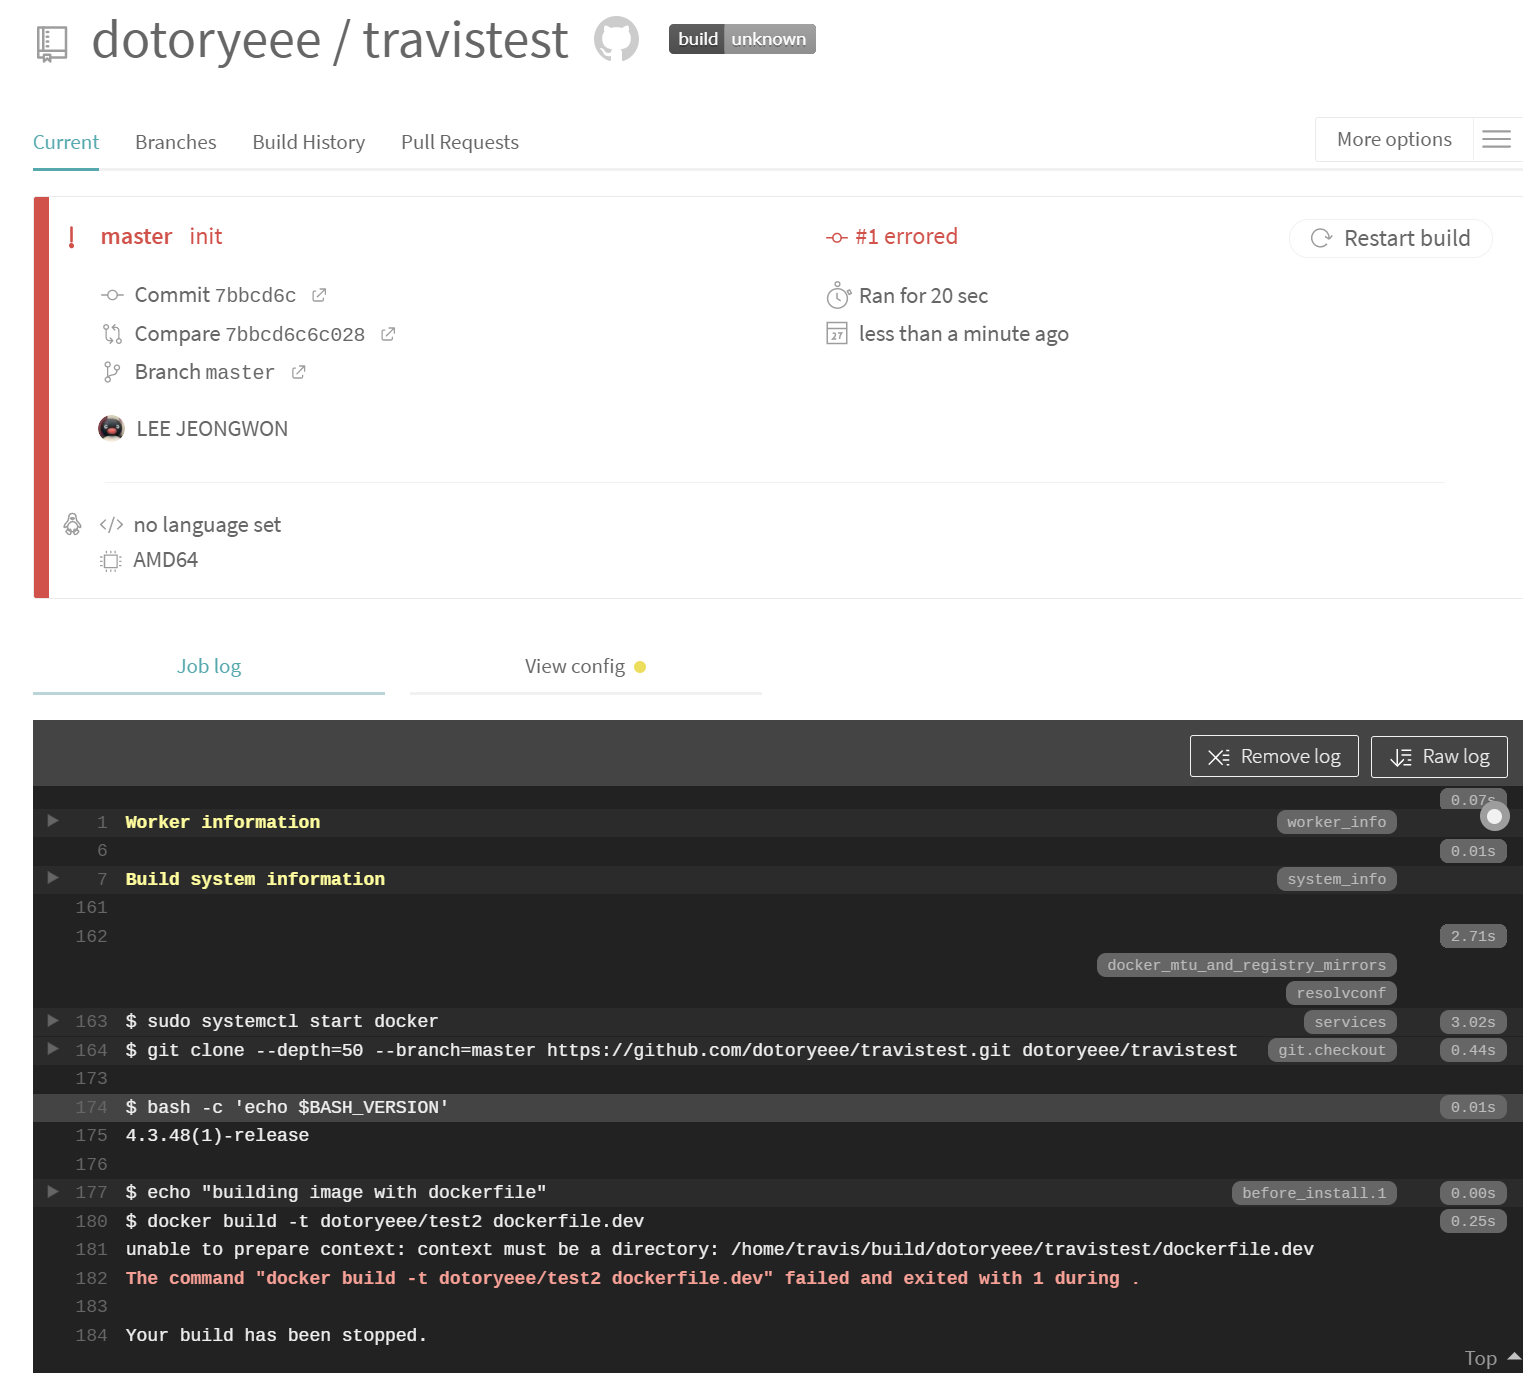 dotoryeee / travistest
build unknown
Current
Branches
Build History
Pull Requests
More options
! master init
#1 errored
Restart build
Commit 7bbcd6c
Ran for 20 sec
Compare 7bbcd6c6c028
27 less than a minute ago
Branch master
LEE JEONGWON
</> no language set
AMD64
Job log
View config
Remove log
Raw log
0.07s
1 Worker information worker_info
6 0.01s
7 Build system information system_info
161
162 2.71s
docker_mtu_and_registry_mirrors
resolvconf
163 $ sudo systemctl start docker services 3.02s
164 $ git clone --depth=50 --branch=master https://github.com/dotoryeee/travistest.git dotoryeee/travistest git.checkout 0.44s
173
174 $ bash -c 'echo $BASH_VERSION' 0.01s
175 4.3.48(1)-release
176
177 $ echo "building image with dockerfile" before_install.1 0.00s
180 $ docker build -t dotoryeee/test2 dockerfile.dev 0.25s
181 unable to prepare context: context must be a directory: /home/travis/build/dotoryeee/travistest/dockerfile.dev
182 The command "docker build -t dotoryeee/test2 dockerfile.dev" failed and exited with 1 during .
183
184 Your build has been stopped.
Top